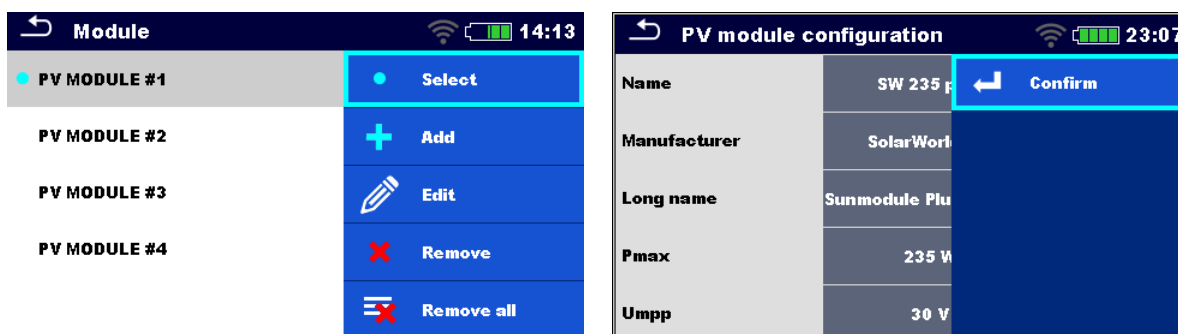 Module 14:13
PV MODULE #1 Select
PV MODULE #2 Add
PV MODULE #3 Edit
PV MODULE #4 Remove
Remove all
PV module configuration 23:07
Name SW 235 Confirm
Manufacturer SolarWorl
Long name Sunmodule Plu
Pmax 235 W
Umpp 30 V